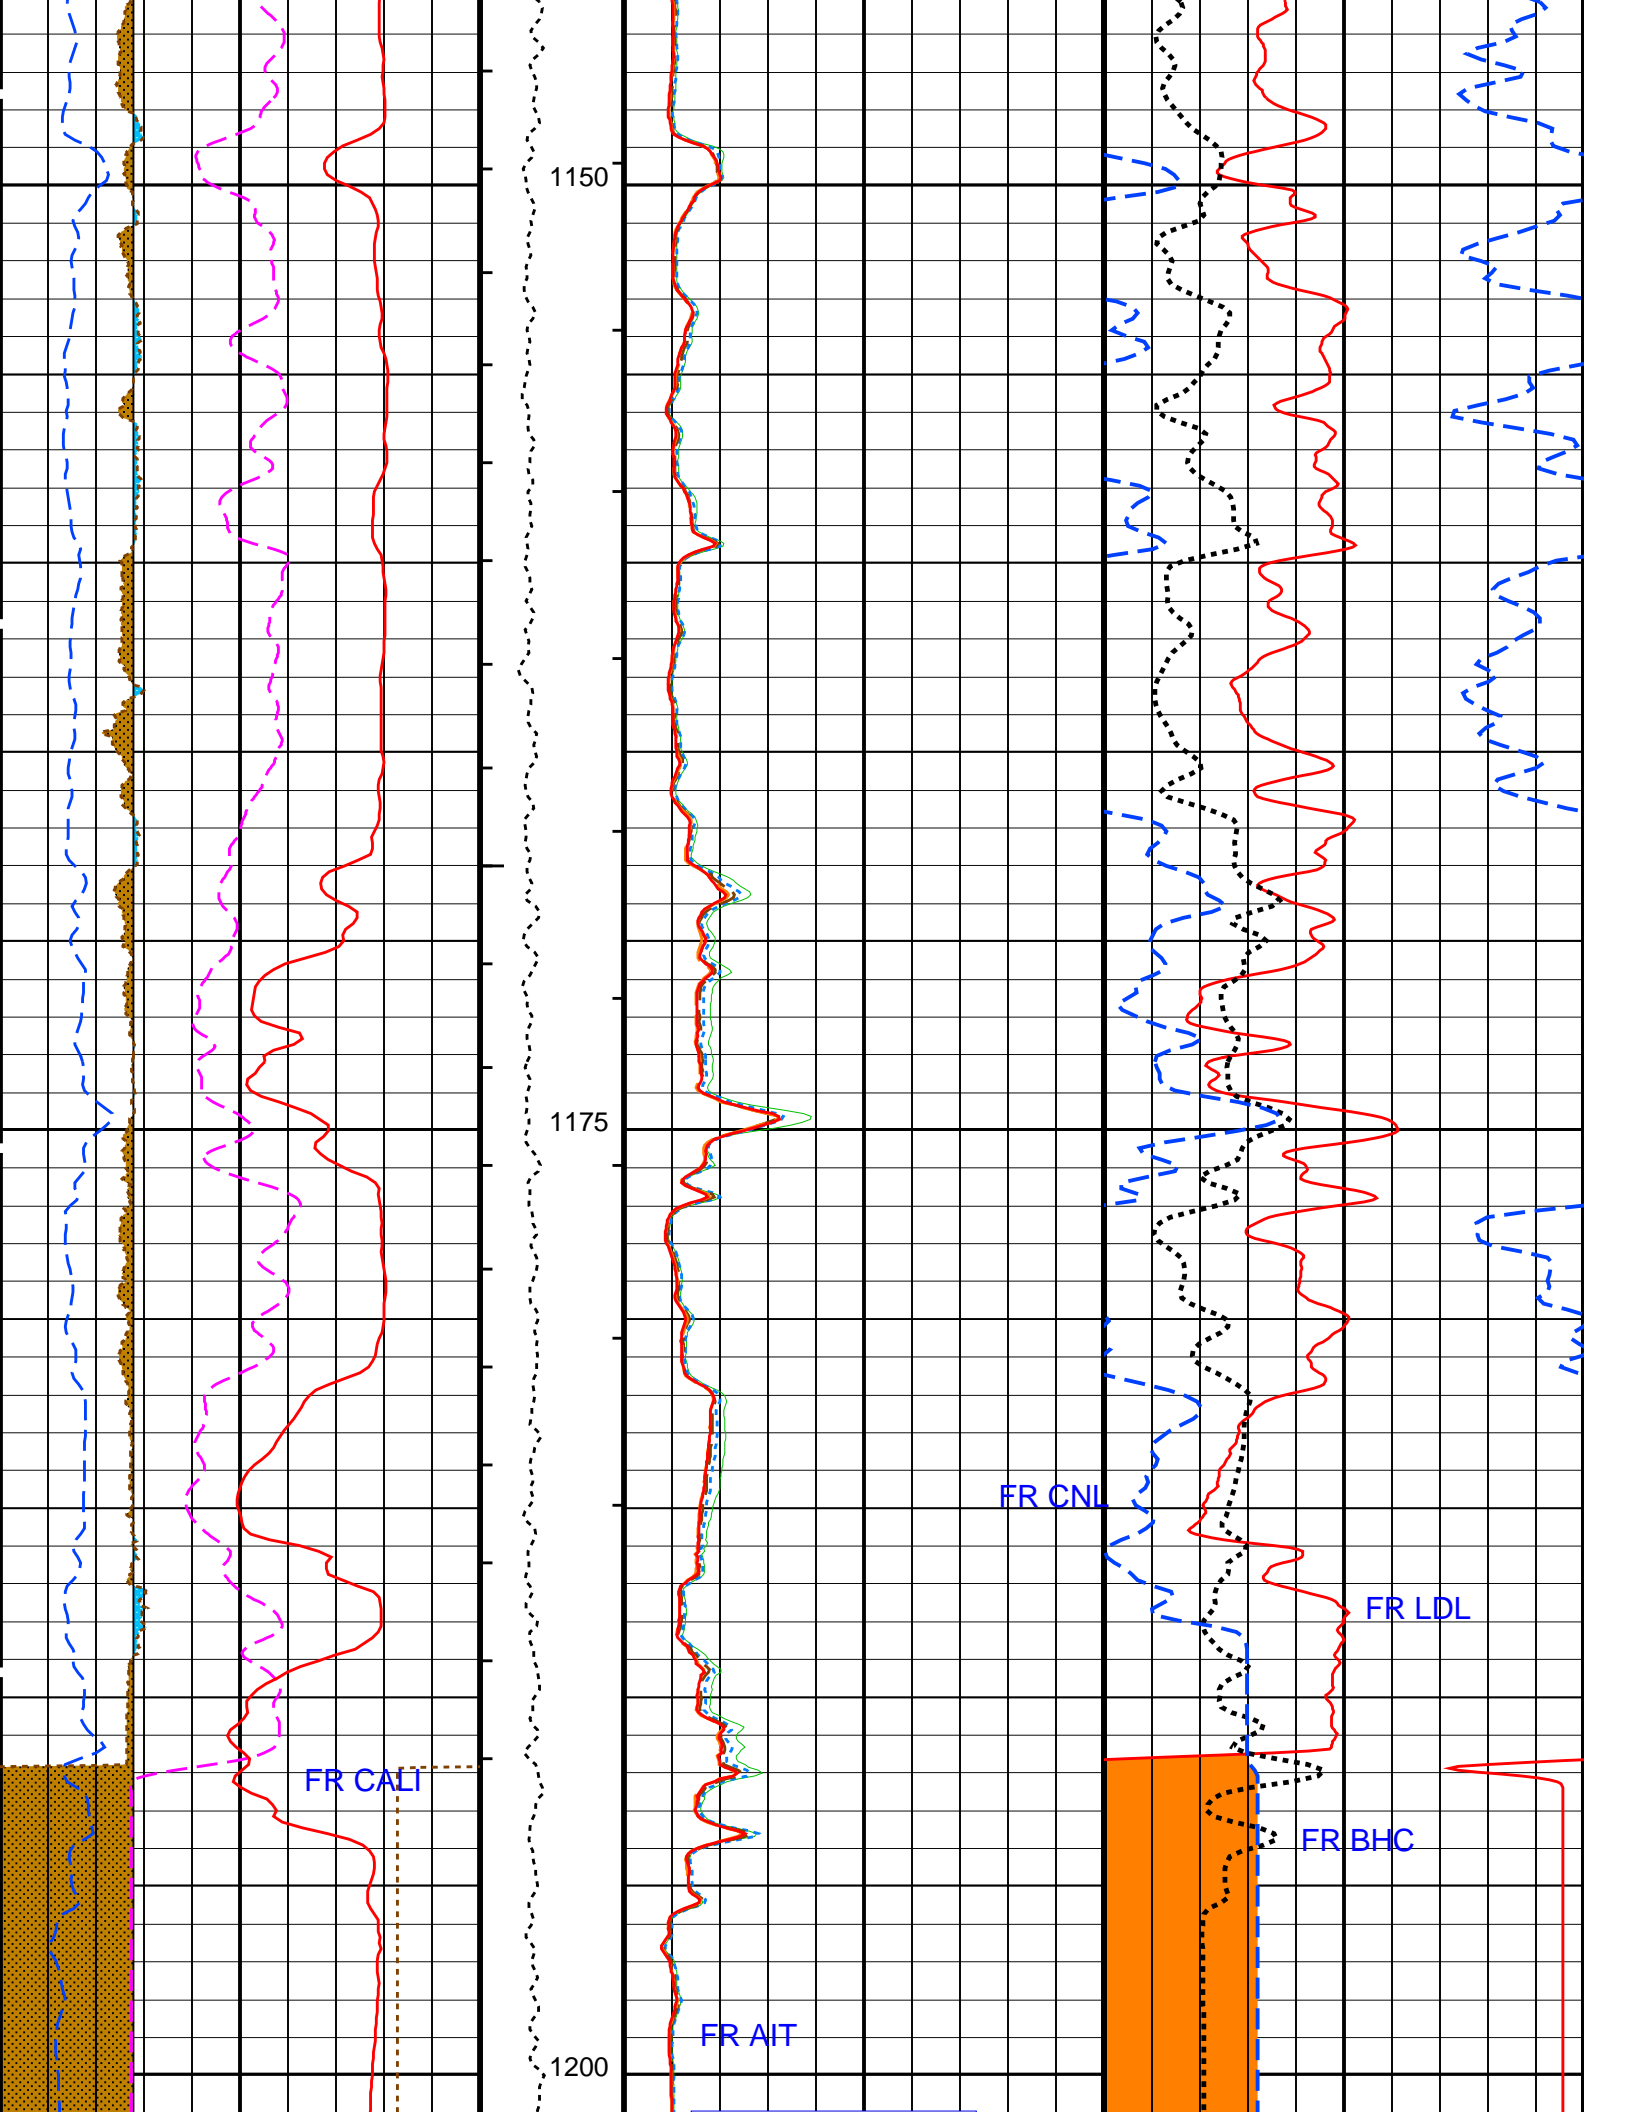 1150
1175
FR CNL
FR LDL
FR CALI
FR BHC
FR AIT
1200